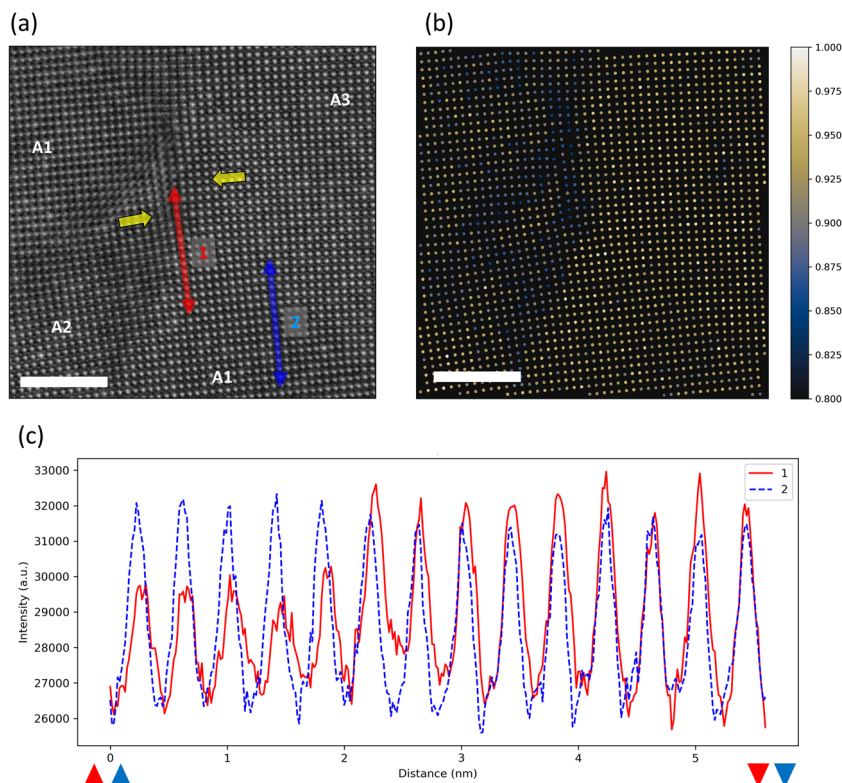 (a)
(b)
A3
A1
1
A2
2
A1
1.000
0.975
0.950
0.925
0.900
0.875
0.850
0.825
0.800
(c)
33000
32000
31000
30000
29000
28000
27000
26000
Intensity (a.u.)
1
2
0 1 2 3 4 5
Distance (nm)